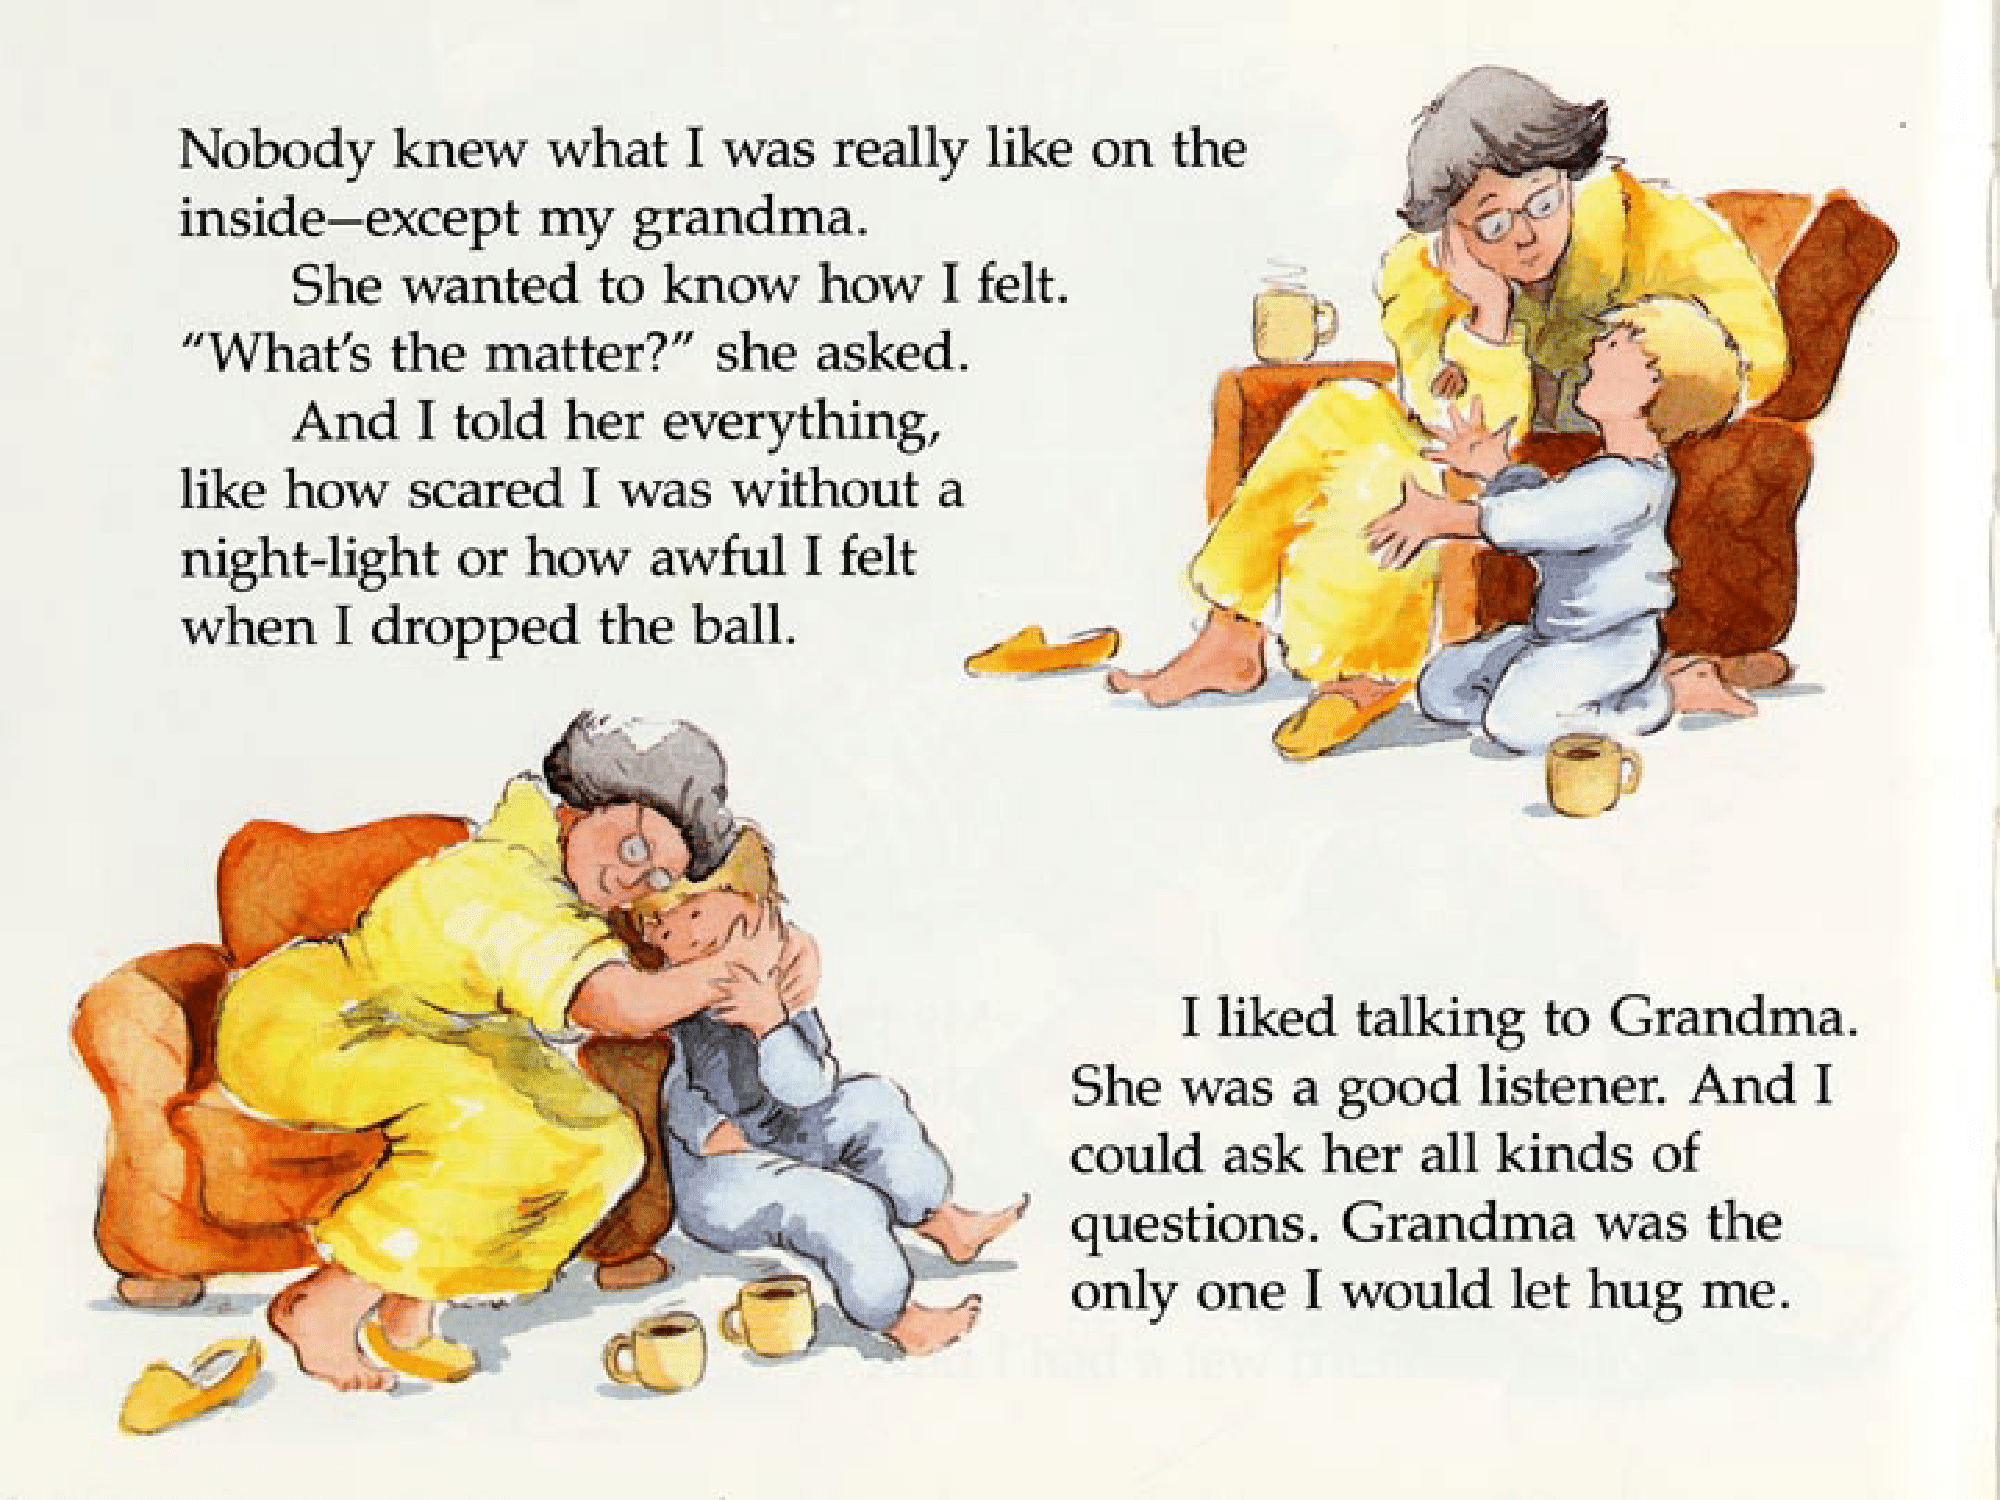 Nobody knew what I was really like on the
inside—except my grandma.
She wanted to know how I felt.
"What's the matter?" she asked.
And I told her everything,
like how scared I was without a
night-light or how awful I felt
when I dropped the ball.
I liked talking to Grandma.
She was a good listener. And I
could ask her all kinds of
questions. Grandma was the
only one I would let hug me.